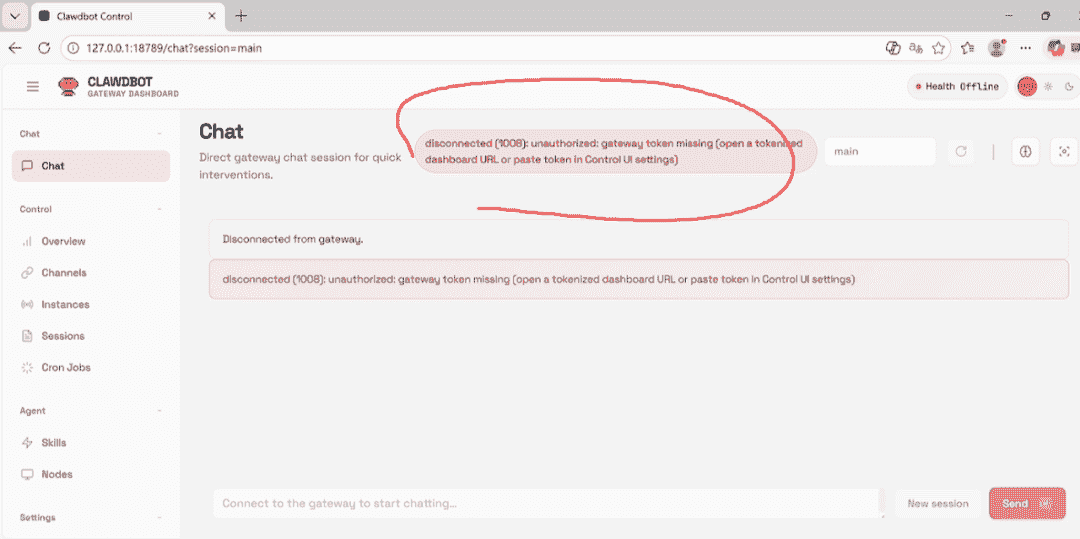 Clawdbot Control
127.0.0.1:18789/chat?session=main
CLAWDBOT
GATEWAY DASHBOARD
Health Offline
Chat
Chat
Control
Overview
Channels
Instances
Sessions
Cron Jobs
Agent
Skills
Nodes
Settings
Chat
Direct gateway chat session for quick
interventions.
disconnected (1008): unauthorized: gateway token missing (open a tokenized
dashboard URL or paste token in Control UI settings)
main
Disconnected from gateway.
disconnected (1008): unauthorized: gateway token missing (open a tokenized dashboard URL or paste token in Control UI settings)
Connect to the gateway to start chatting...
New session
Send